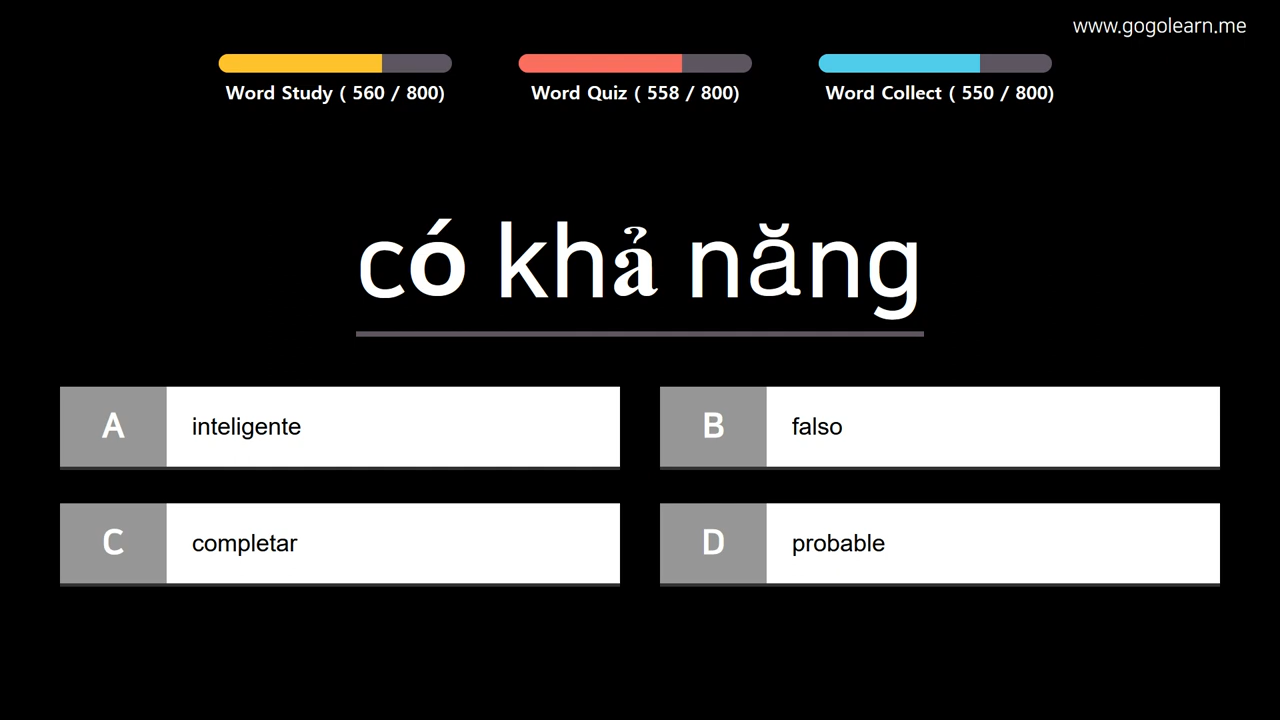 www.gogolearn.me
Word Study ( 560 / 800)
Word Quiz ( 558 / 800)
Word Collect ( 550 / 800)
có khả năng
A inteligente
B falso
C completar
D probable